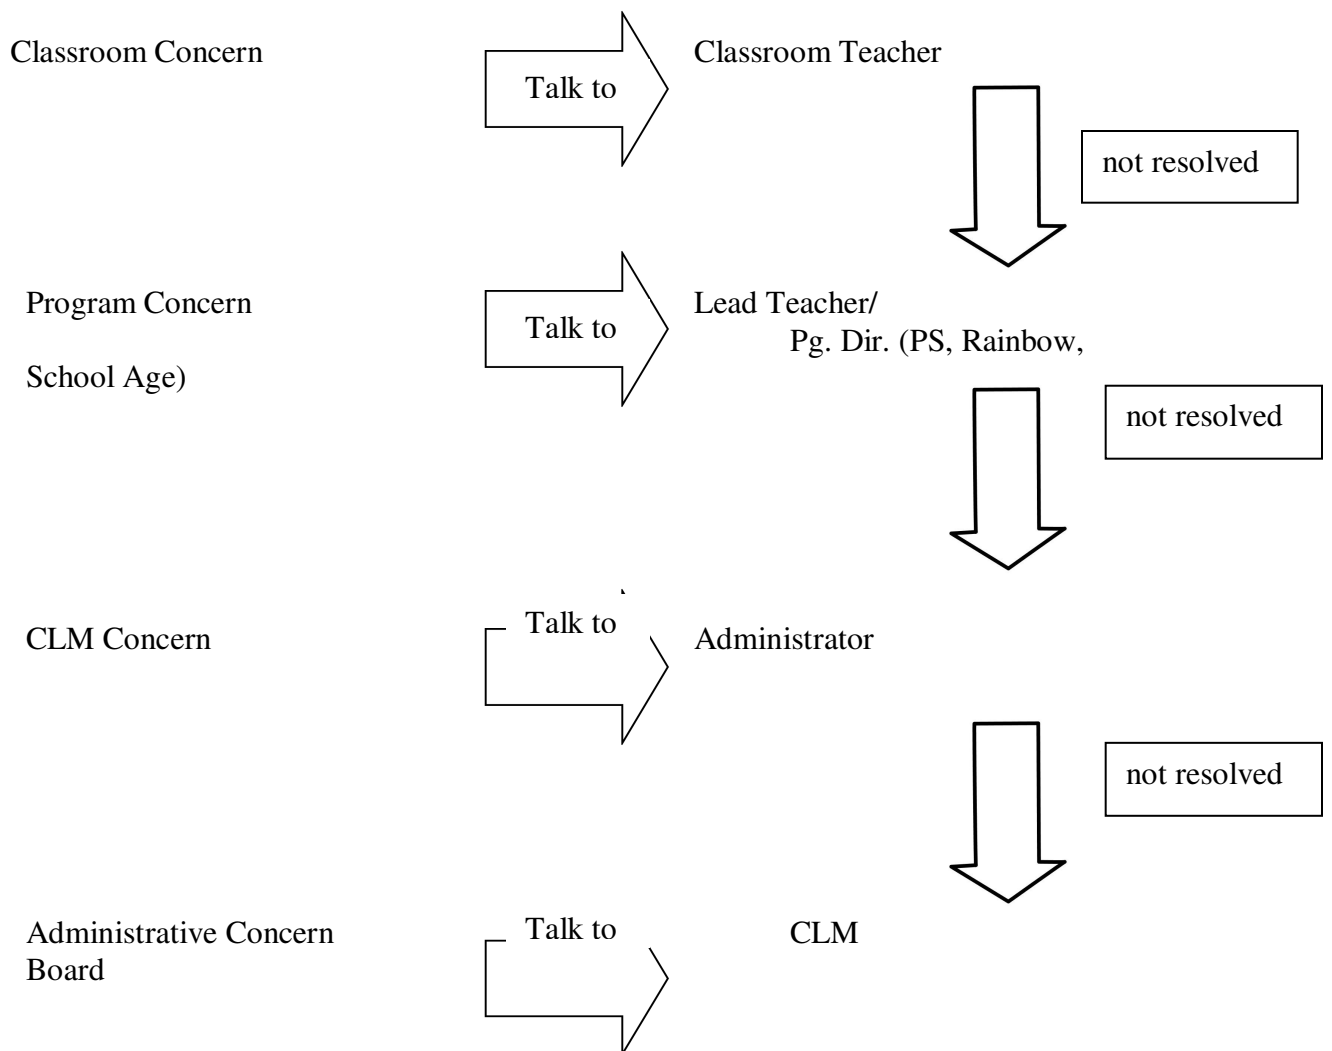 Classroom Concern Talk to Classroom Teacher
not resolved
Program Concern Talk to Lead Teacher/
Pg. Dir. (PS, Rainbow,
School Age)
not resolved
CLM Concern Talk to Administrator
not resolved
Administrative Concern Talk to CLM
Board